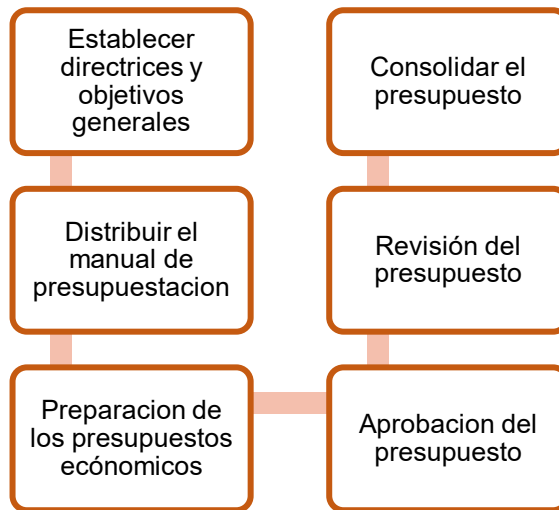 Establecer
directrices y
objetivos
generales
Distribuir el
manual de
presupuestacion
Preparacion de
los presupuestos
ecónomicos
Aprobacion del
presupuesto
Revisión del
presupuesto
Consolidar el
presupuesto